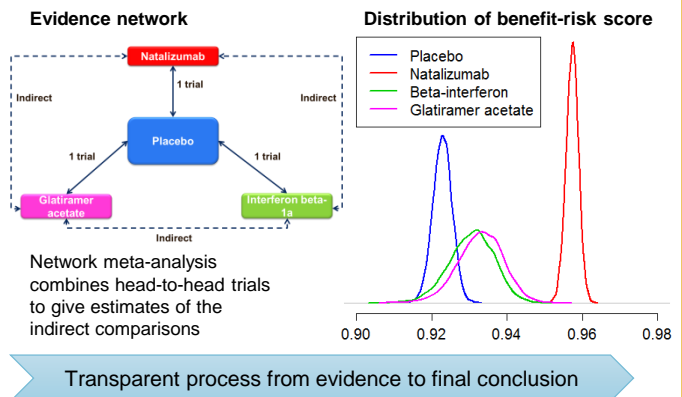 Evidence network
Natalizumab
1 trial
Indirect
Indirect
Placebo
1 trial
1 trial
Glatiramer
acetate
Interferon beta-
1a
Indirect
Network meta-analysis
combines head-to-head trials
to give estimates of the
indirect comparisons
Distribution of benefit-risk score
Placebo
Natalizumab
Beta-interferon
Glatiramer acetate
0.90 0.92 0.94 0.96 0.98
Transparent process from evidence to final conclusion